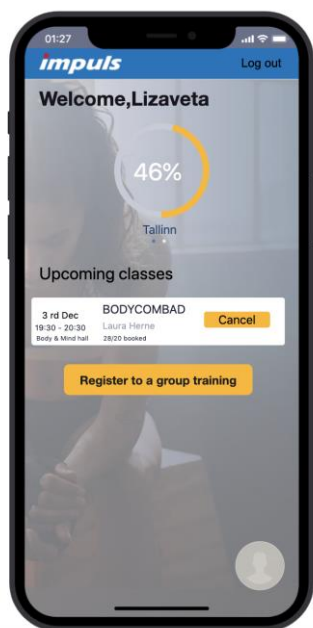 01:27
impuls
Log out
Welcome,Lizaveta
46%
Tallinn
Upcoming classes
3 rd Dec
19:30 - 20:30
Body & Mind hall
BODYCOMBAD
Laura Herne
28/20 booked
Cancel
Register to a group training